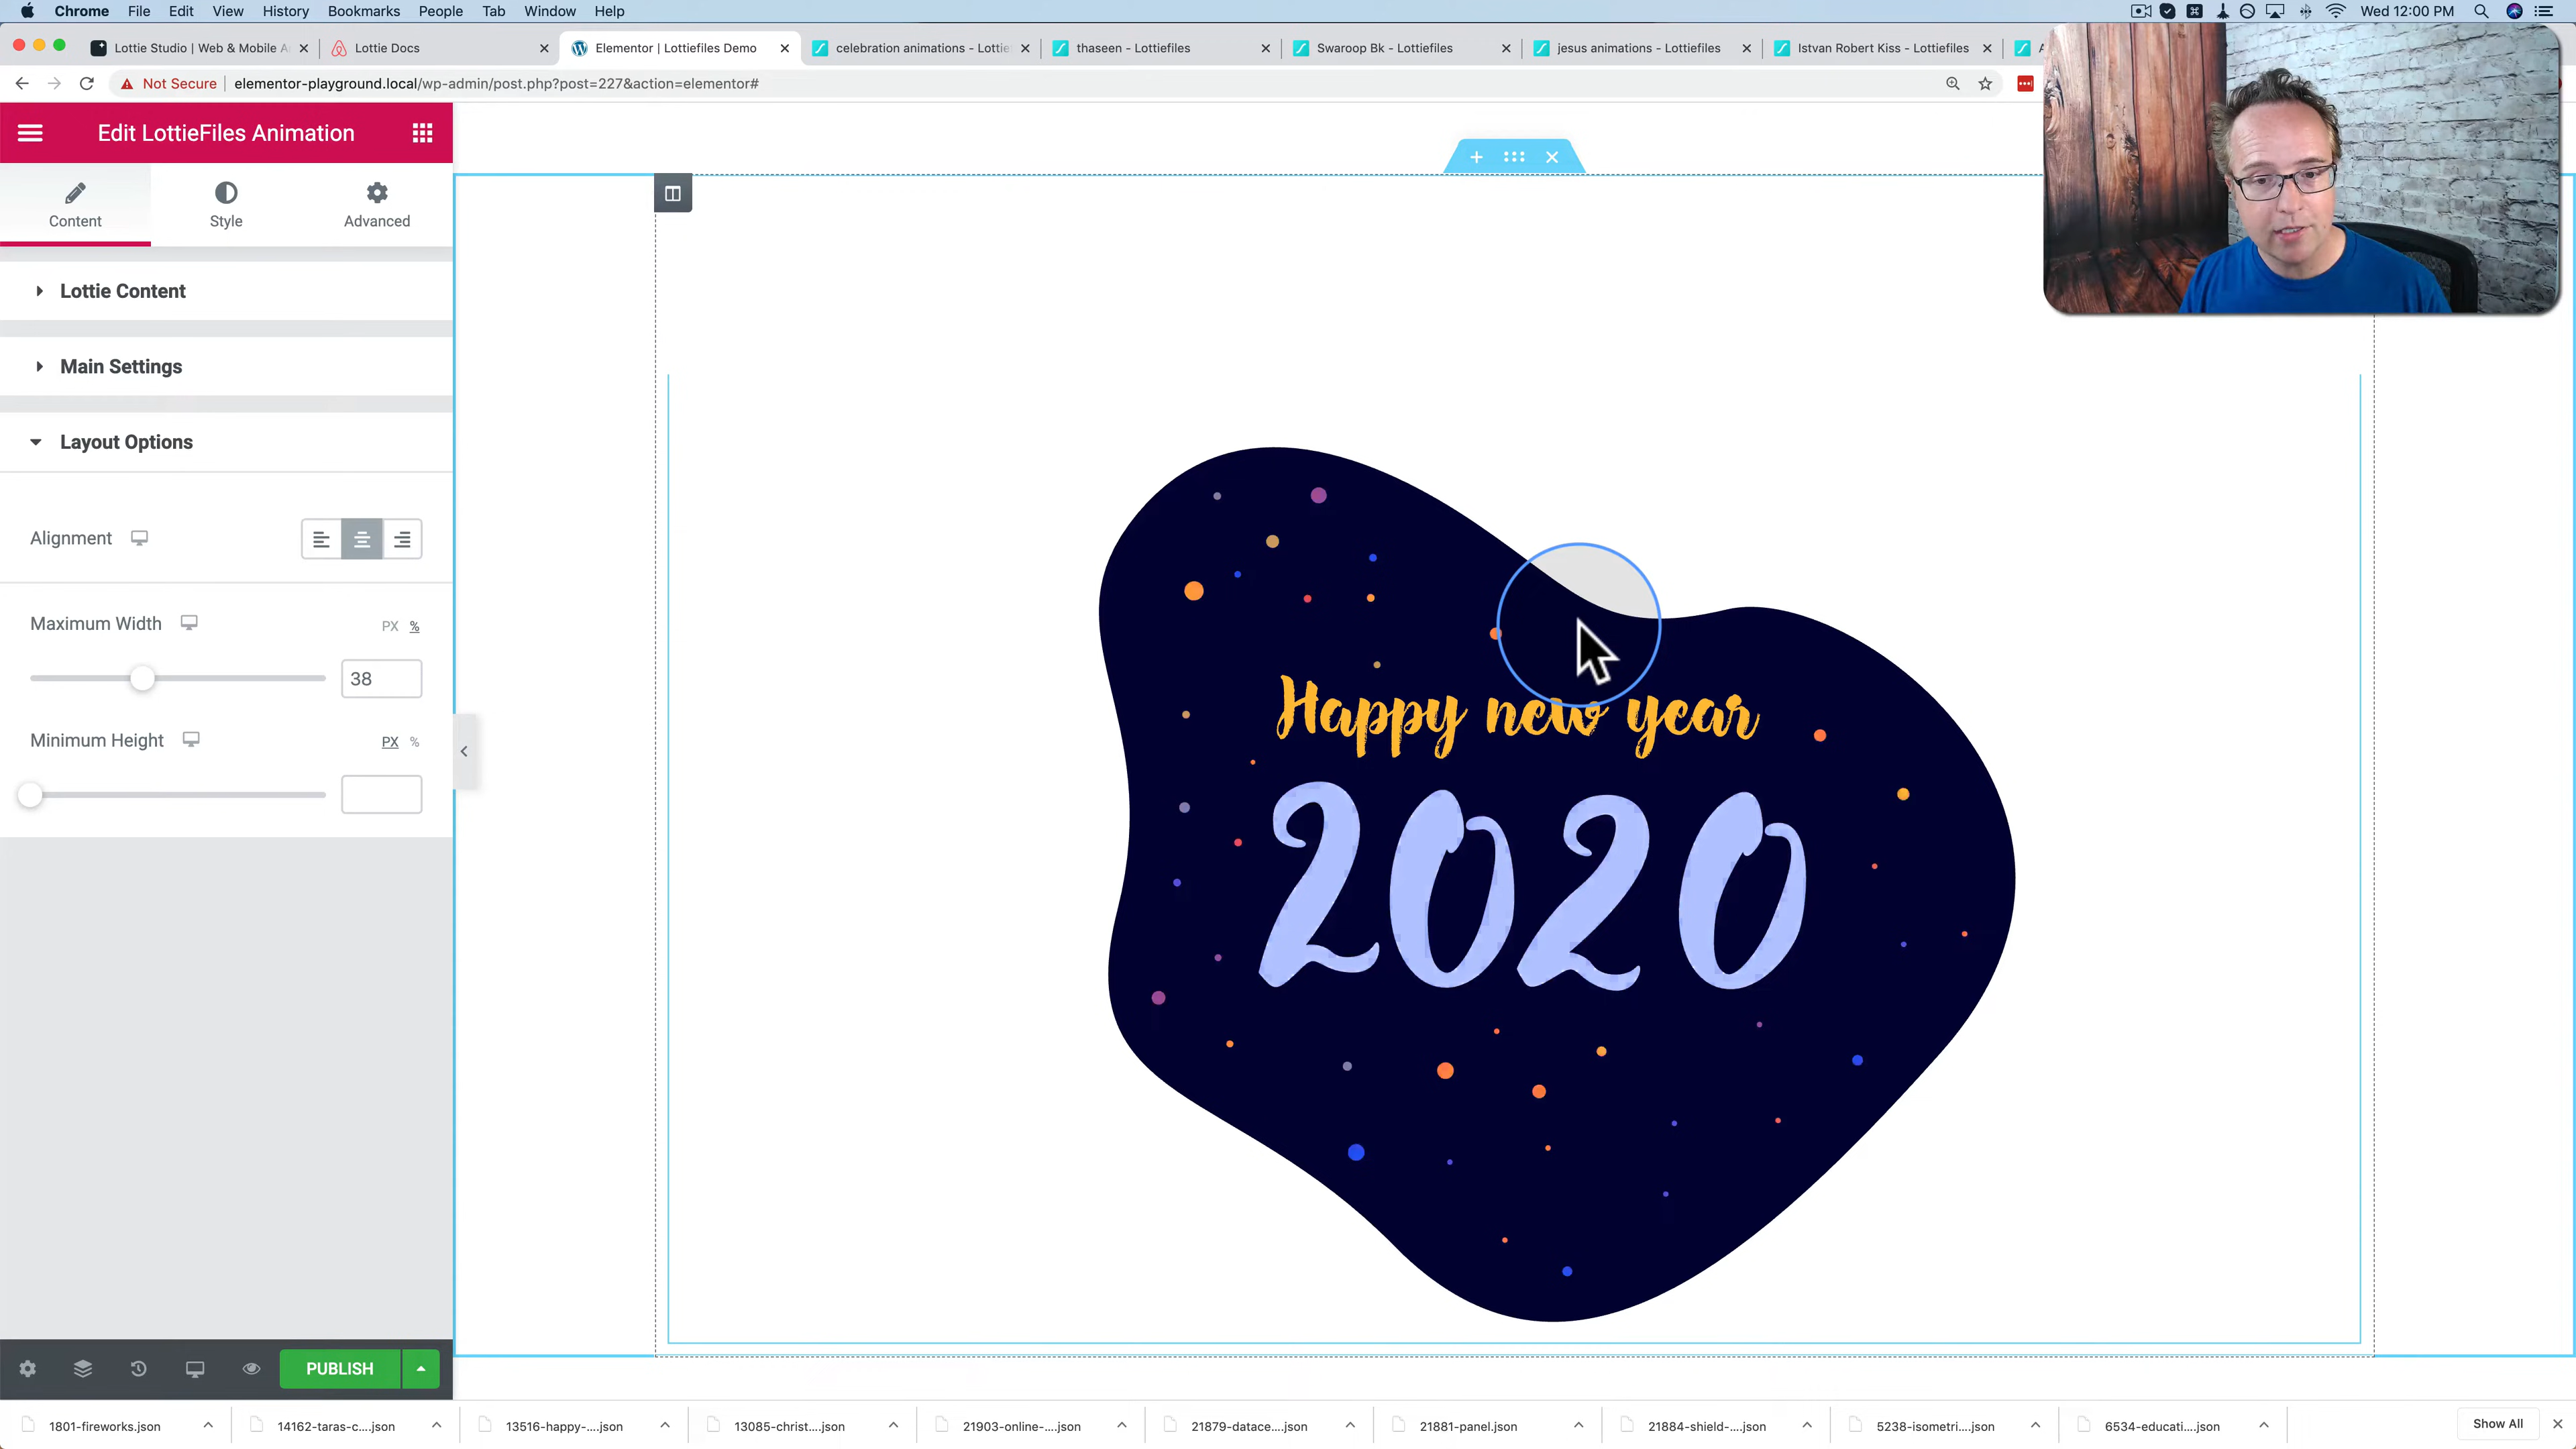 Chrome File Edit View History Bookmarks People Tab Window Help Wed 12:00 PM
Lottie Studio | Web & Mobile A Lottie Docs Elementor | Lottiefiles Demo celebration animations - Lottie thaseen - Lottiefiles Swaroop Bk - Lottiefiles jesus animations - Lottiefiles Istvan Robert Kiss - Lottiefiles
Not Secure elementor-playground.local/wp-admin/post.php?post=227&action=elementor#
Edit LottieFiles Animation
Content Style Advanced
Lottie Content
Main Settings
Layout Options
Alignment
Maximum Width PX %
38
Minimum Height PX %
Happy new year
2020
PUBLISH
1801-fireworks.json 14162-taras-c....json 13516-happy-....json 13085-christ....json 21903-online-....json 21879-datace....json 21881-panel.json 21884-shield-....json 5238-isometri....json 6534-educati....json Show All